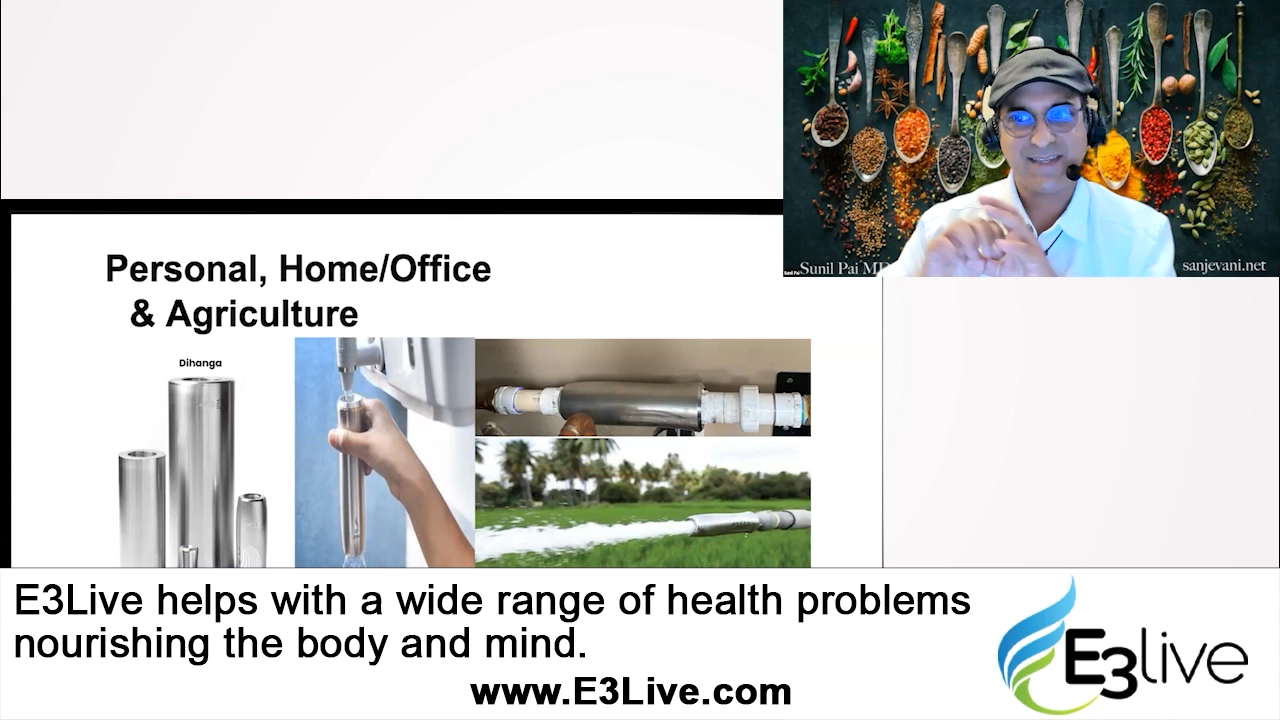 Personal, Home/Office
& Agriculture
Dihanga
Sunil Pai MD
sanjevani.net
E3Live helps with a wide range of health problems
nourishing the body and mind.
www.E3Live.com
E3live